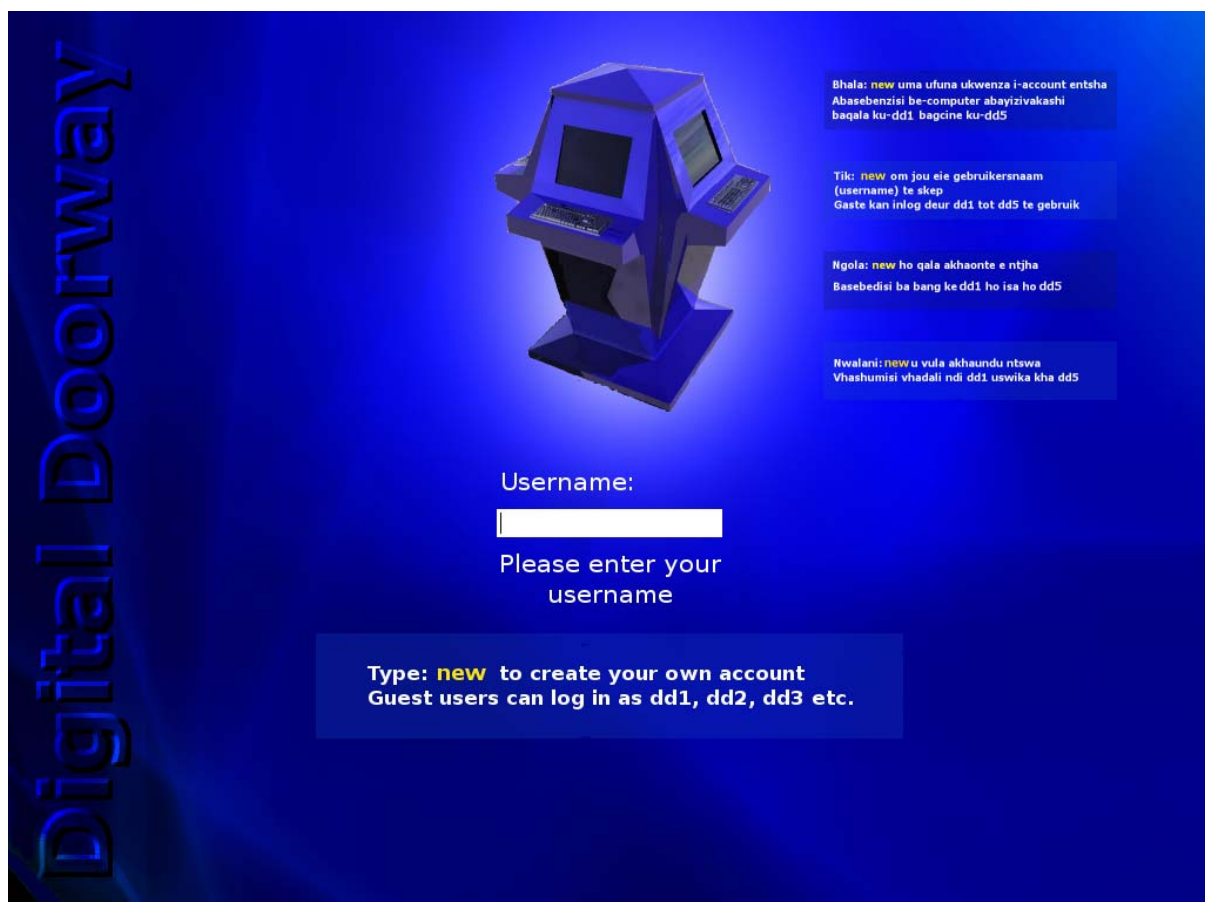 Digital Doorway
Bhala: new uma ufuna ukwenza i-account entsha
Abasebenzisi be-computer abayizivakashi
baqala ku-dd1 bagcine ku-dd5
Tik: new om jou eie gebruikersnaam
(username) te skep
Gaste kan inlog deur dd1 tot dd5 te gebruik
Ngola: new ho qala akhaonte e ntjha
Basebedisi ba bang ke dd1 ho isa ho dd5
Nwalani: new u vula akhaundu ntswa
Vhashumisi vhadali ndi dd1 uswika kha dd5
Username:
Please enter your
username
Type: new to create your own account
Guest users can log in as dd1, dd2, dd3 etc.